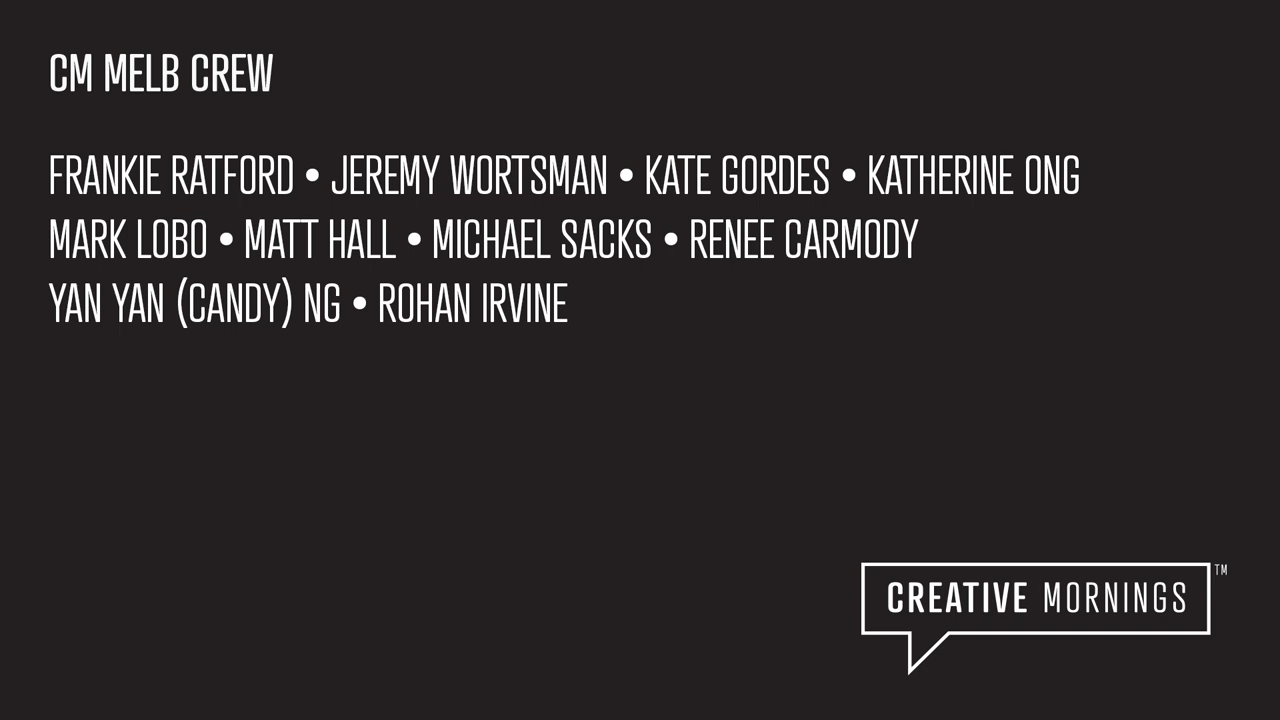 CM MELB CREW
FRANKIE RATFORD • JEREMY WORTSMAN • KATE GORDES • KATHERINE ONG
MARK LOBO • MATT HALL • MICHAEL SACKS • RENEE CARMODY
YAN YAN (CANDY) NG • ROHAN IRVINE
CREATIVE MORNINGS ™